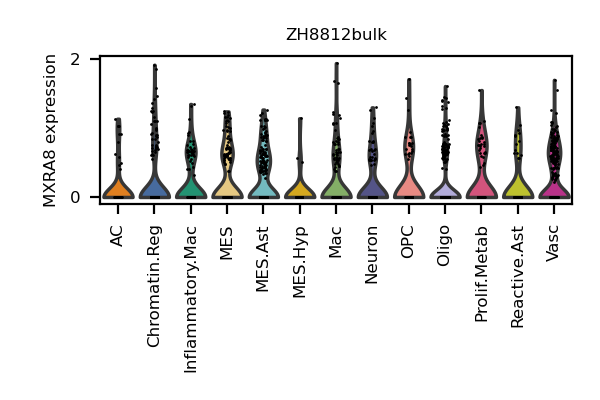 ZH8812bulk
MXRA8 expression
2
0
AC
Chromatin.Reg
Inflammatory.Mac
MES
MES.Ast
MES.Hyp
Mac
Neuron
OPC
Oligo
Prolif.Metab
Reactive.Ast
Vasc